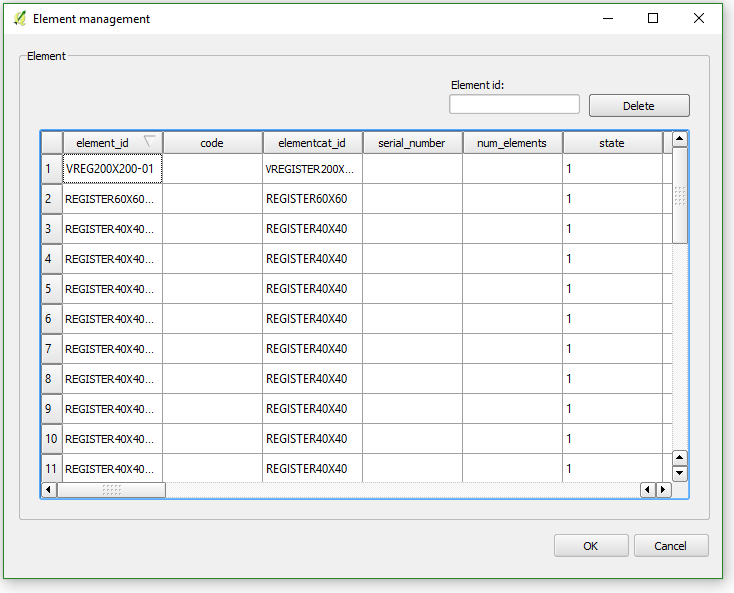 Element management
Element
Element id:
Delete
element_id code elementcat_id serial_number num_elements state
1 VREG200X200-01 VREGISTER200X... 1
2 REGISTER60X60... REGISTER60X60 1
3 REGISTER40X40... REGISTER40X40 1
4 REGISTER40X40... REGISTER40X40 1
5 REGISTER40X40... REGISTER40X40 1
6 REGISTER40X40... REGISTER40X40 1
7 REGISTER40X40... REGISTER40X40 1
8 REGISTER40X40... REGISTER40X40 1
9 REGISTER40X40... REGISTER40X40 1
10 REGISTER40X40... REGISTER40X40 1
11 REGISTER40X40... REGISTER40X40 1
OK Cancel